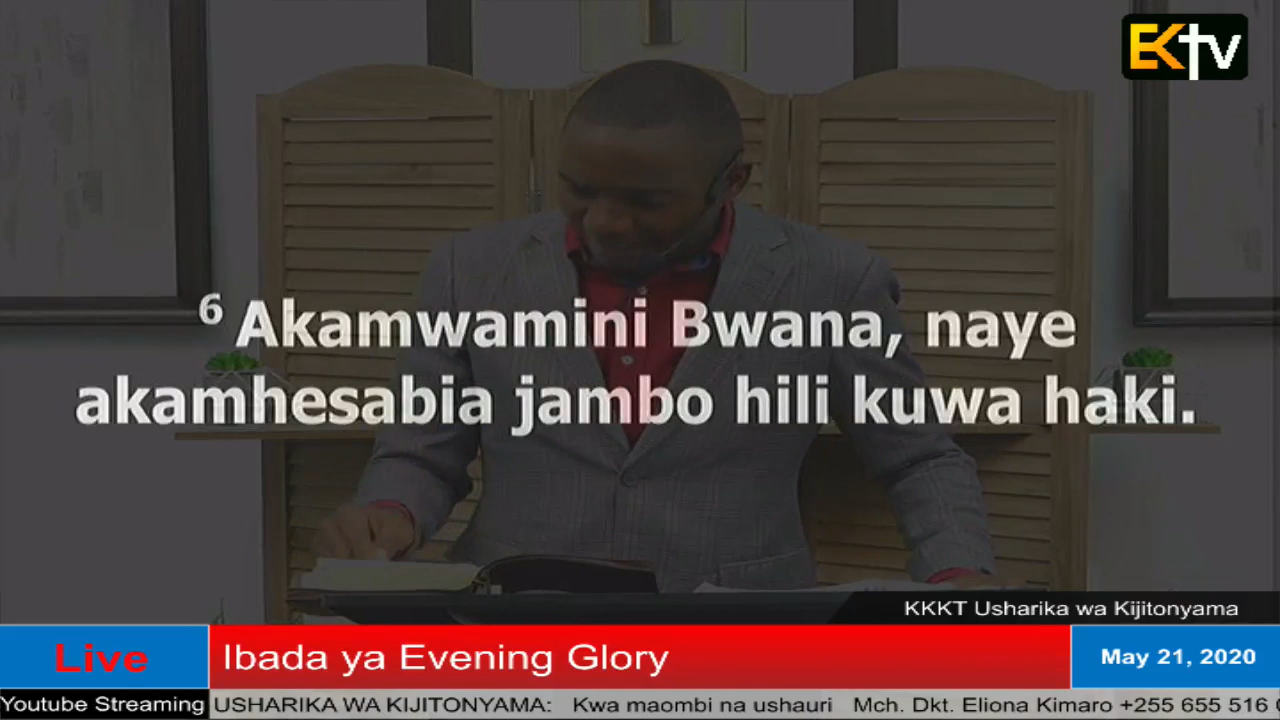 EKtv
6 Akamwamini Bwana, naye
akamhesabia jambo hili kuwa haki.
KKKT Usharika wa Kijitonyama
Live
Ibada ya Evening Glory
May 21, 2020
Youtube Streaming
USHARIKA WA KIJITONYAMA: Kwa maombi na ushauri Mch. Dkt. Eliona Kimaro +255 655 516